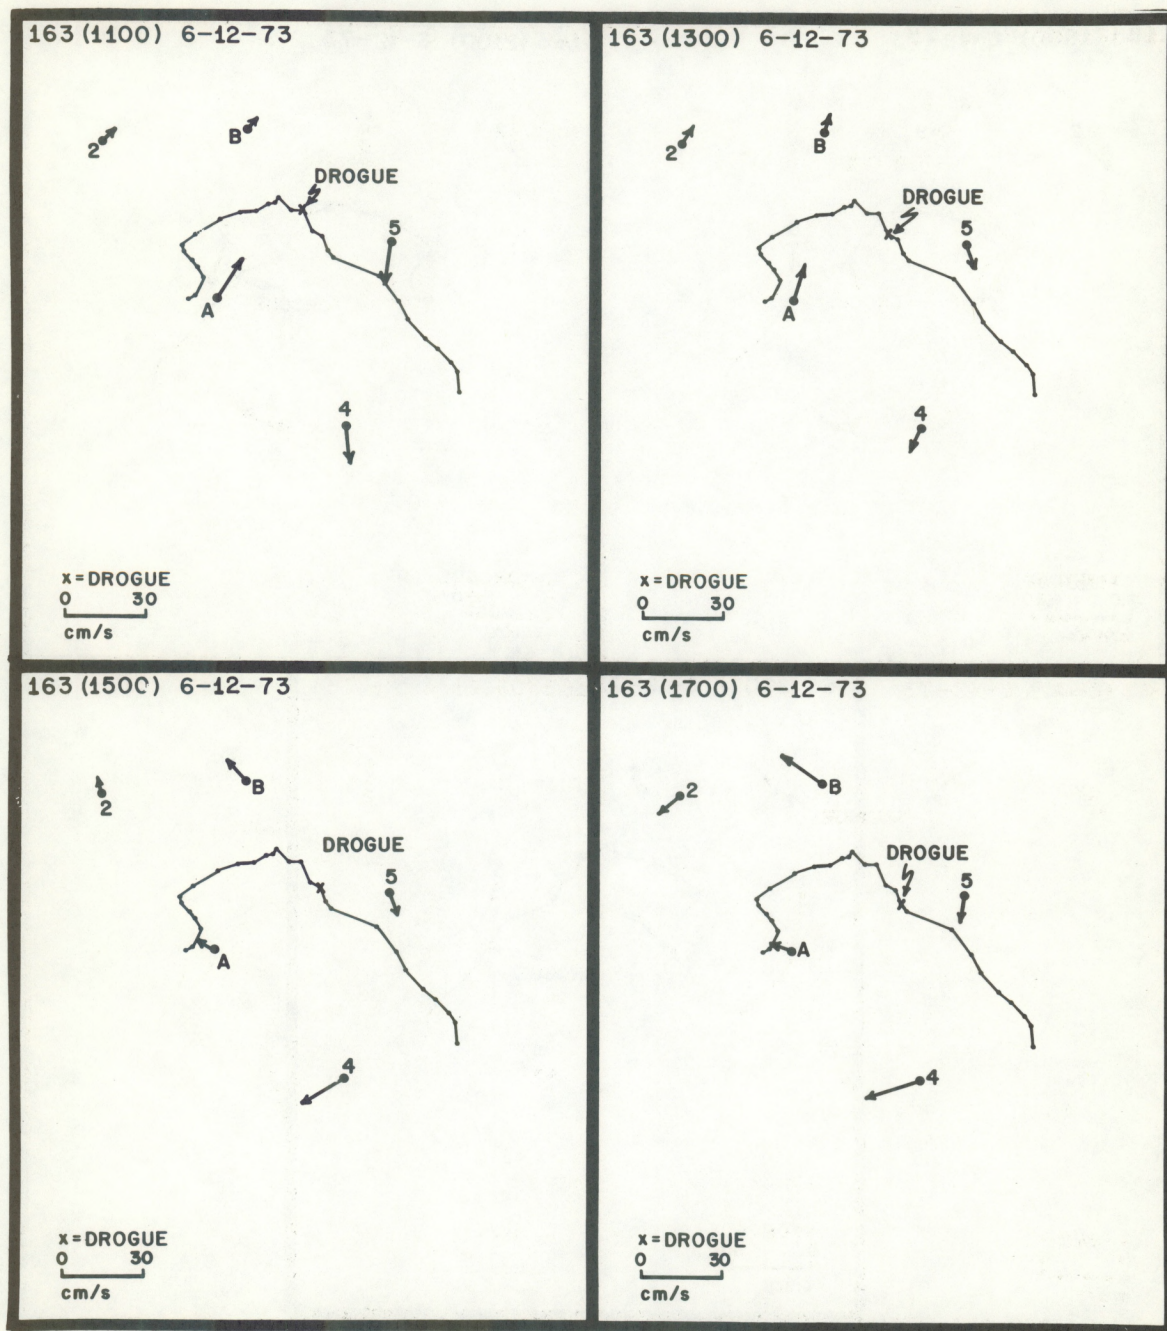 163 (1100) 6-12-73
2
B
DROGUE
5
A
4
x = DROGUE
0 30
cm/s
163 (1300) 6-12-73
2
B
DROGUE
5
A
4
x = DROGUE
0 30
cm/s
163 (1500) 6-12-73
B
2
DROGUE
5
A
4
x = DROGUE
0 30
cm/s
163 (1700) 6-12-73
2
B
DROGUE
5
A
4
x = DROGUE
0 30
cm/s